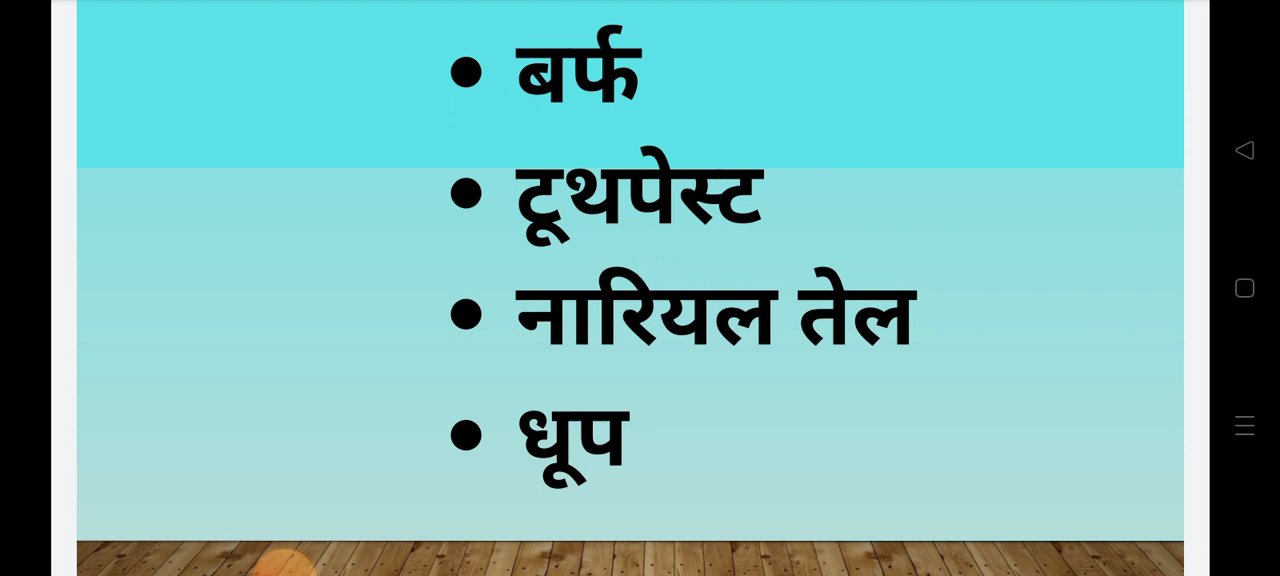 • बर्फ
• टूथपेस्ट
• नारियल तेल
• धूप